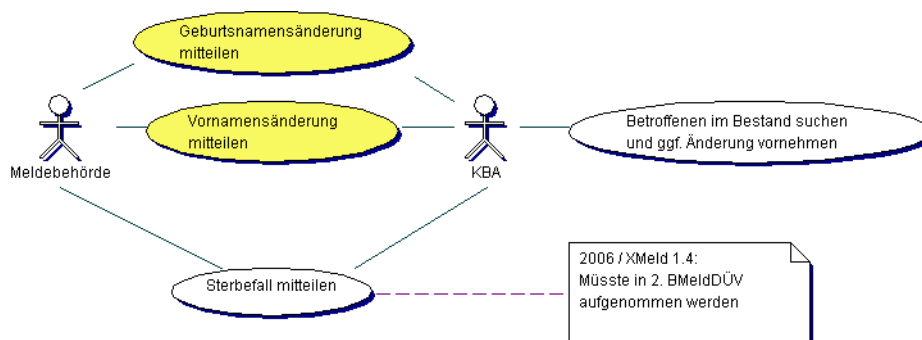 Geburtsnamensänderung
mitteilen
Vornamensänderung
mitteilen
Betroffenen im Bestand suchen
und ggf. Änderung vornehmen
Meldebehörde
KBA
Sterbefall mitteilen
2006 / XMeld 1.4:
Müsste in 2. BMeldDÜV
aufgenommen werden